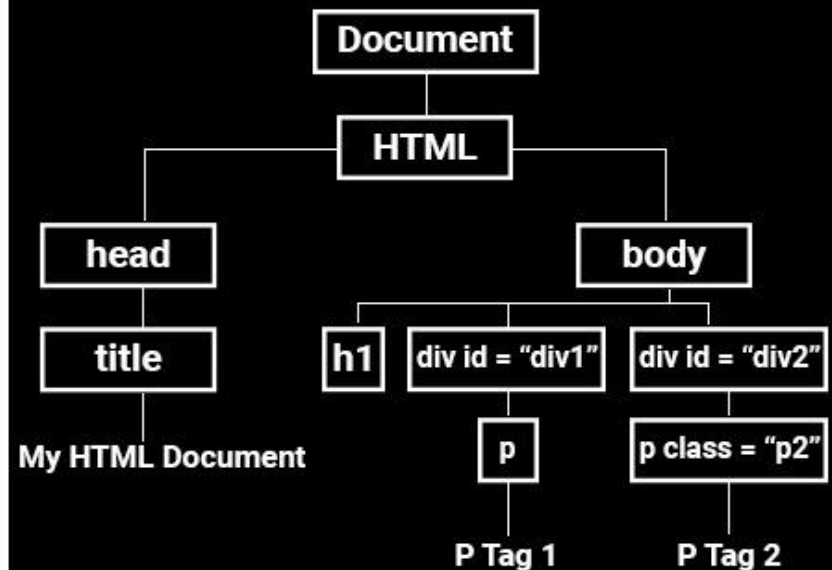 Document
HTML
head
body
title
h1
div id = “div1”
div id = “div2”
My HTML Document
p
p class = “p2”
P Tag 1
P Tag 2